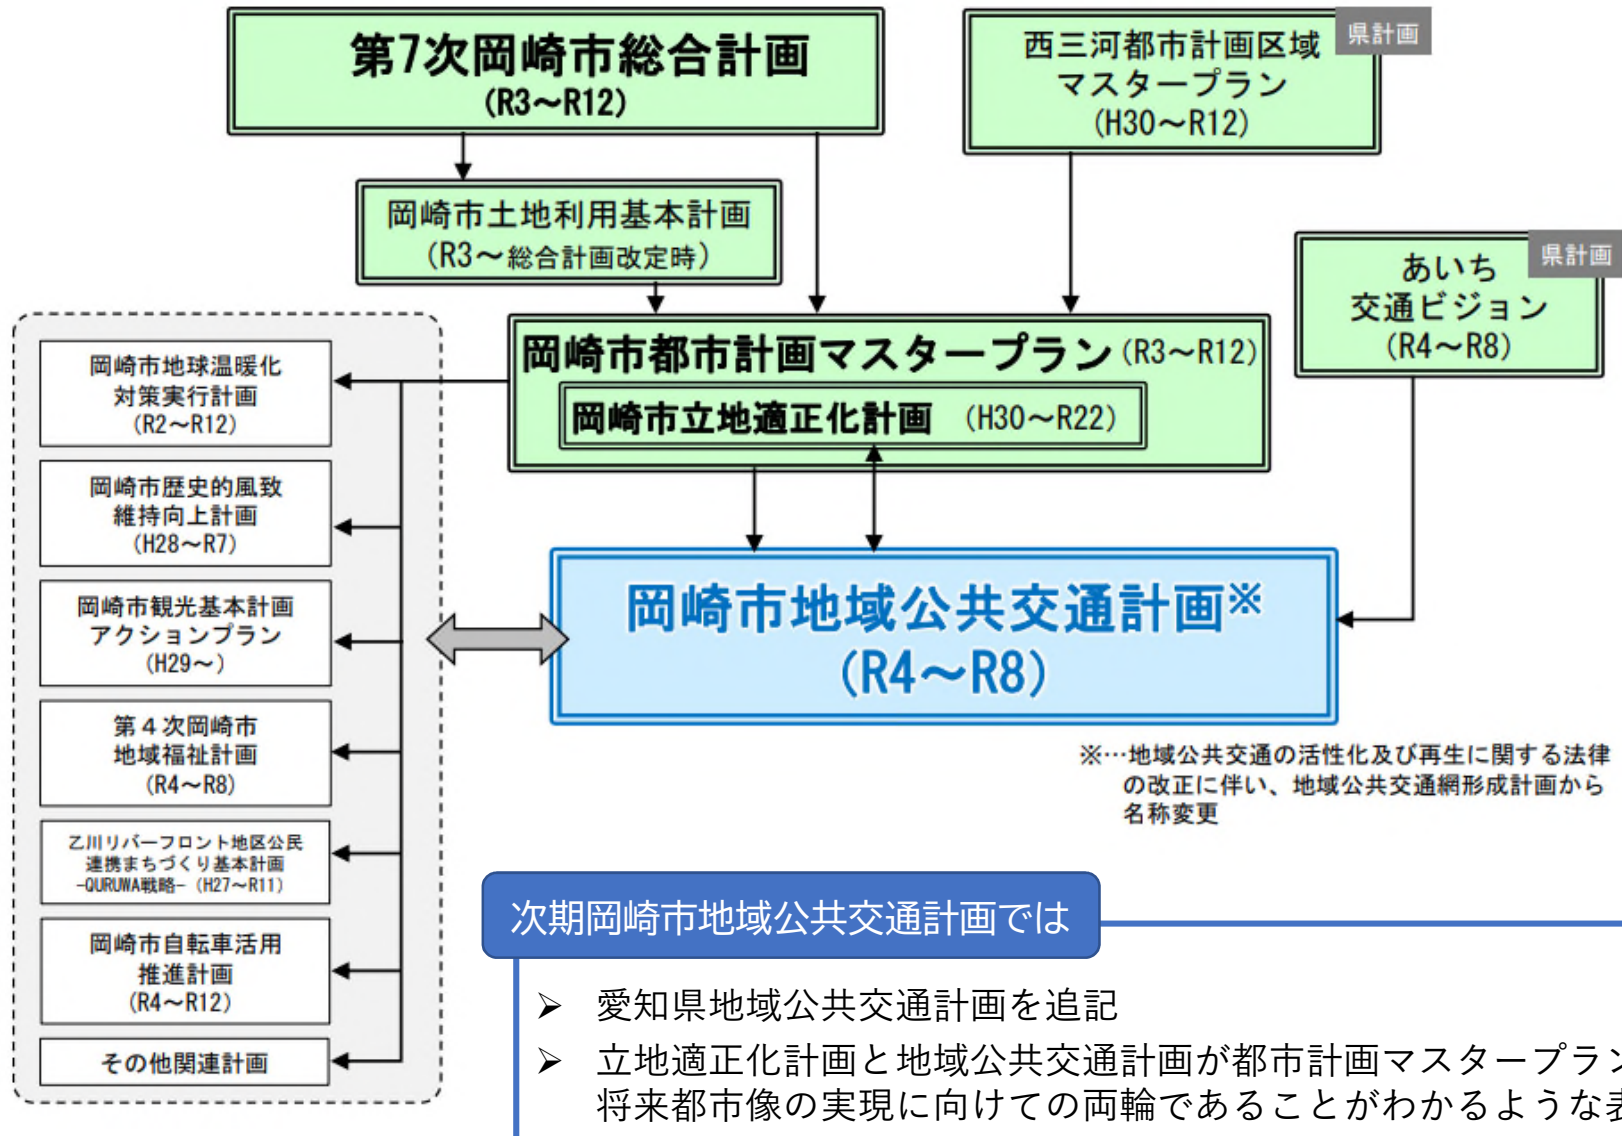 第7次岡崎市総合計画
(R3～R12)
西三河都市計画区域
マスタープラン
(H30～R12)
県計画
岡崎市土地利用基本計画
(R3～総合計画改定時)
あいち
交通ビジョン
(R4～R8)
県計画
岡崎市都市計画マスタープラン(R3～R12)
岡崎市立地適正化計画 (H30～R22)
岡崎市地球温暖化
対策実行計画
(R2～R12)
岡崎市歴史的風致
維持向上計画
(H28～R7)
岡崎市観光基本計画
アクションプラン
(H29～)
第４次岡崎市
地域福祉計画
(R4～R8)
乙川リバーフロント地区公民
連携まちづくり基本計画
-QURUWA戦略- (H27～R11)
岡崎市自転車活用
推進計画
(R4～R12)
その他関連計画
岡崎市地域公共交通計画※
(R4～R8)
※…地域公共交通の活性化及び再生に関する法律
の改正に伴い、地域公共交通網形成計画から
名称変更
次期岡崎市地域公共交通計画では
➢ 愛知県地域公共交通計画を追記
➢ 立地適正化計画と地域公共交通計画が都市計画マスタープラン
将来都市像の実現に向けての両輪であることがわかるような表